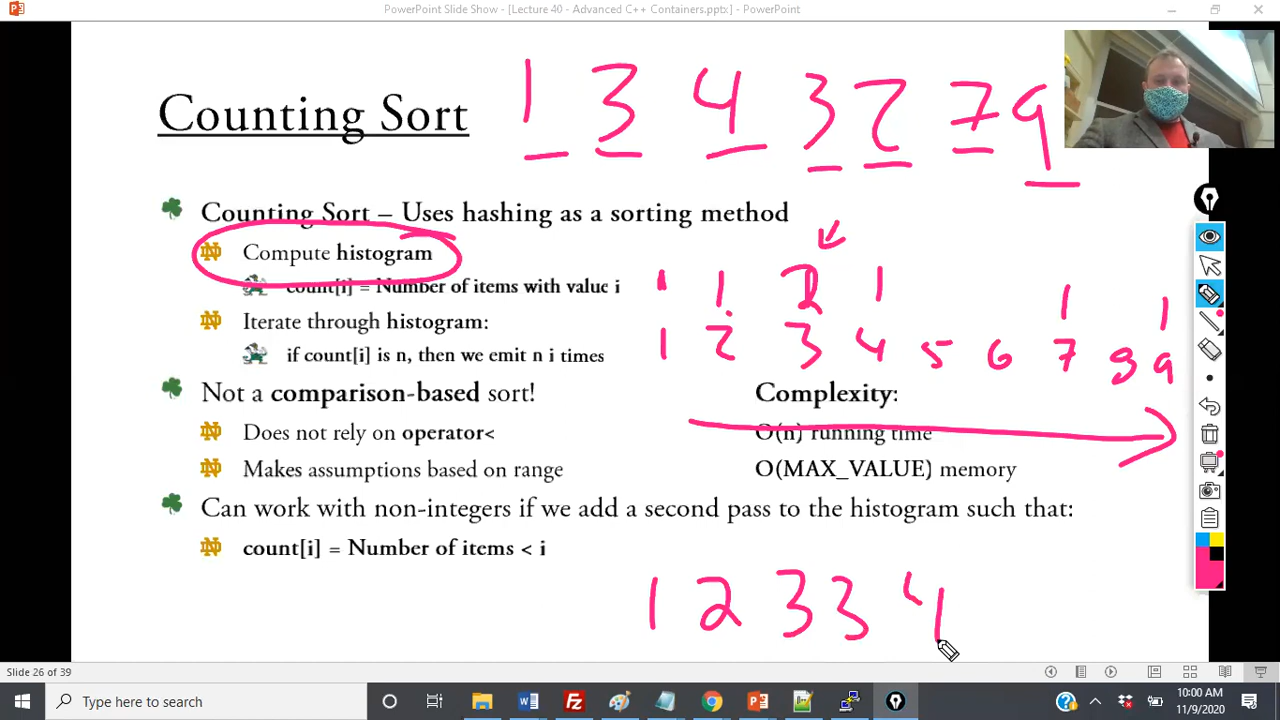 PowerPoint Slide Show - [Lecture 40 - Advanced C++ Containers.pptx] - PowerPoint
1 3 4 3 2 7 9
Counting Sort
Counting Sort – Uses hashing as a sorting method
Compute histogram
count[i] = Number of items with value i
1 1 2 1 1 1
Iterate through histogram:
1 2 3 4 5 6 7 8 9
if count[i] is n, then we emit n i times
Not a comparison-based sort!
Does not rely on operator<
Makes assumptions based on range
Complexity:
O(n) running time
O(MAX_VALUE) memory
Can work with non-integers if we add a second pass to the histogram such that:
count[i] = Number of items < i
1 2 3 3 4
Slide 26 of 39
Type here to search
10:00 AM
11/9/2020